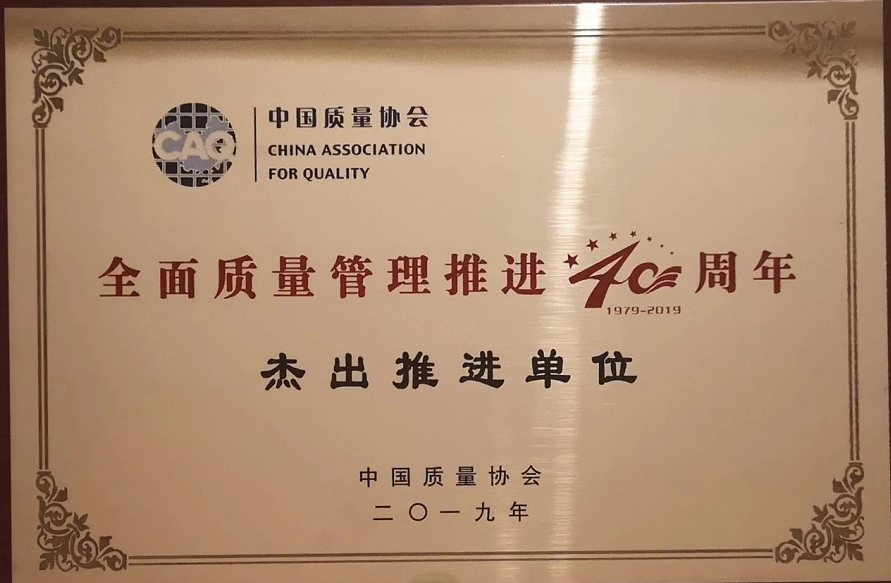 CAQ
中国质量协会
CHINA ASSOCIATION
FOR QUALITY
全面质量管理推进40周年
1979-2019
杰出推进单位
中国质量协会
二〇一九年